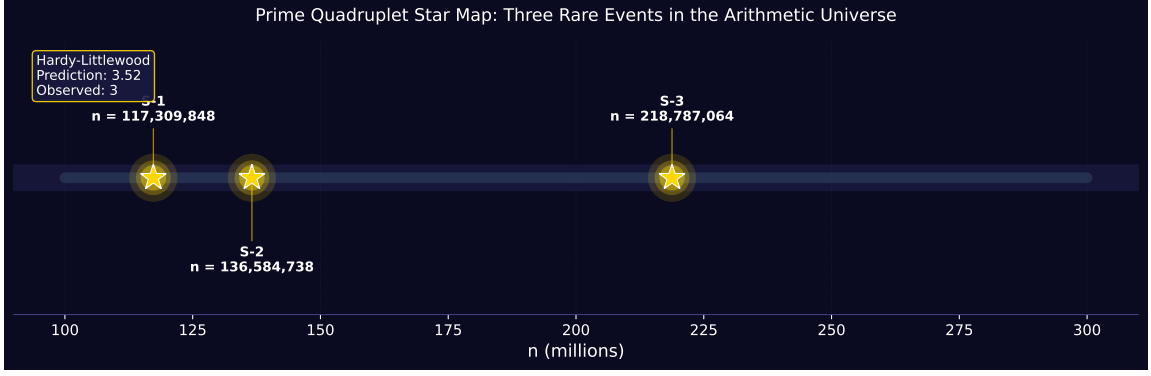 Prime Quadruplet Star Map: Three Rare Events in the Arithmetic Universe
Hardy-Littlewood
Prediction: 3.52
Observed: 3
S-1
n = 117,309,848
S-3
n = 218,787,064
S-2
n = 136,584,738
100 125 150 175 200 225 250 275 300
n (millions)